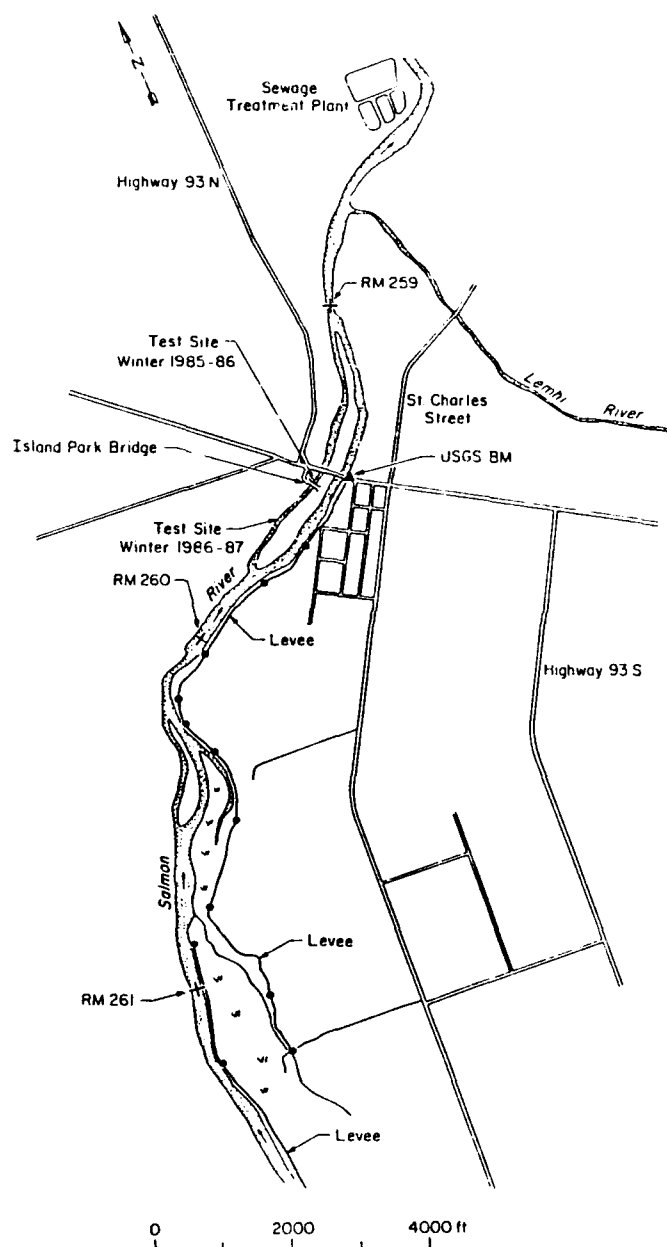 N
Sewage
Treatment Plant
Highway 93 N
RM 259
Test Site
Winter 1985-86
St. Charles
Street
Lemhi
River
Island Park Bridge
USGS BM
Test Site
Winter 1986-87
RM 260
River
Levee
Highway 93 S
Salmon
Levee
RM 261
Levee
0 2000 4000 ft